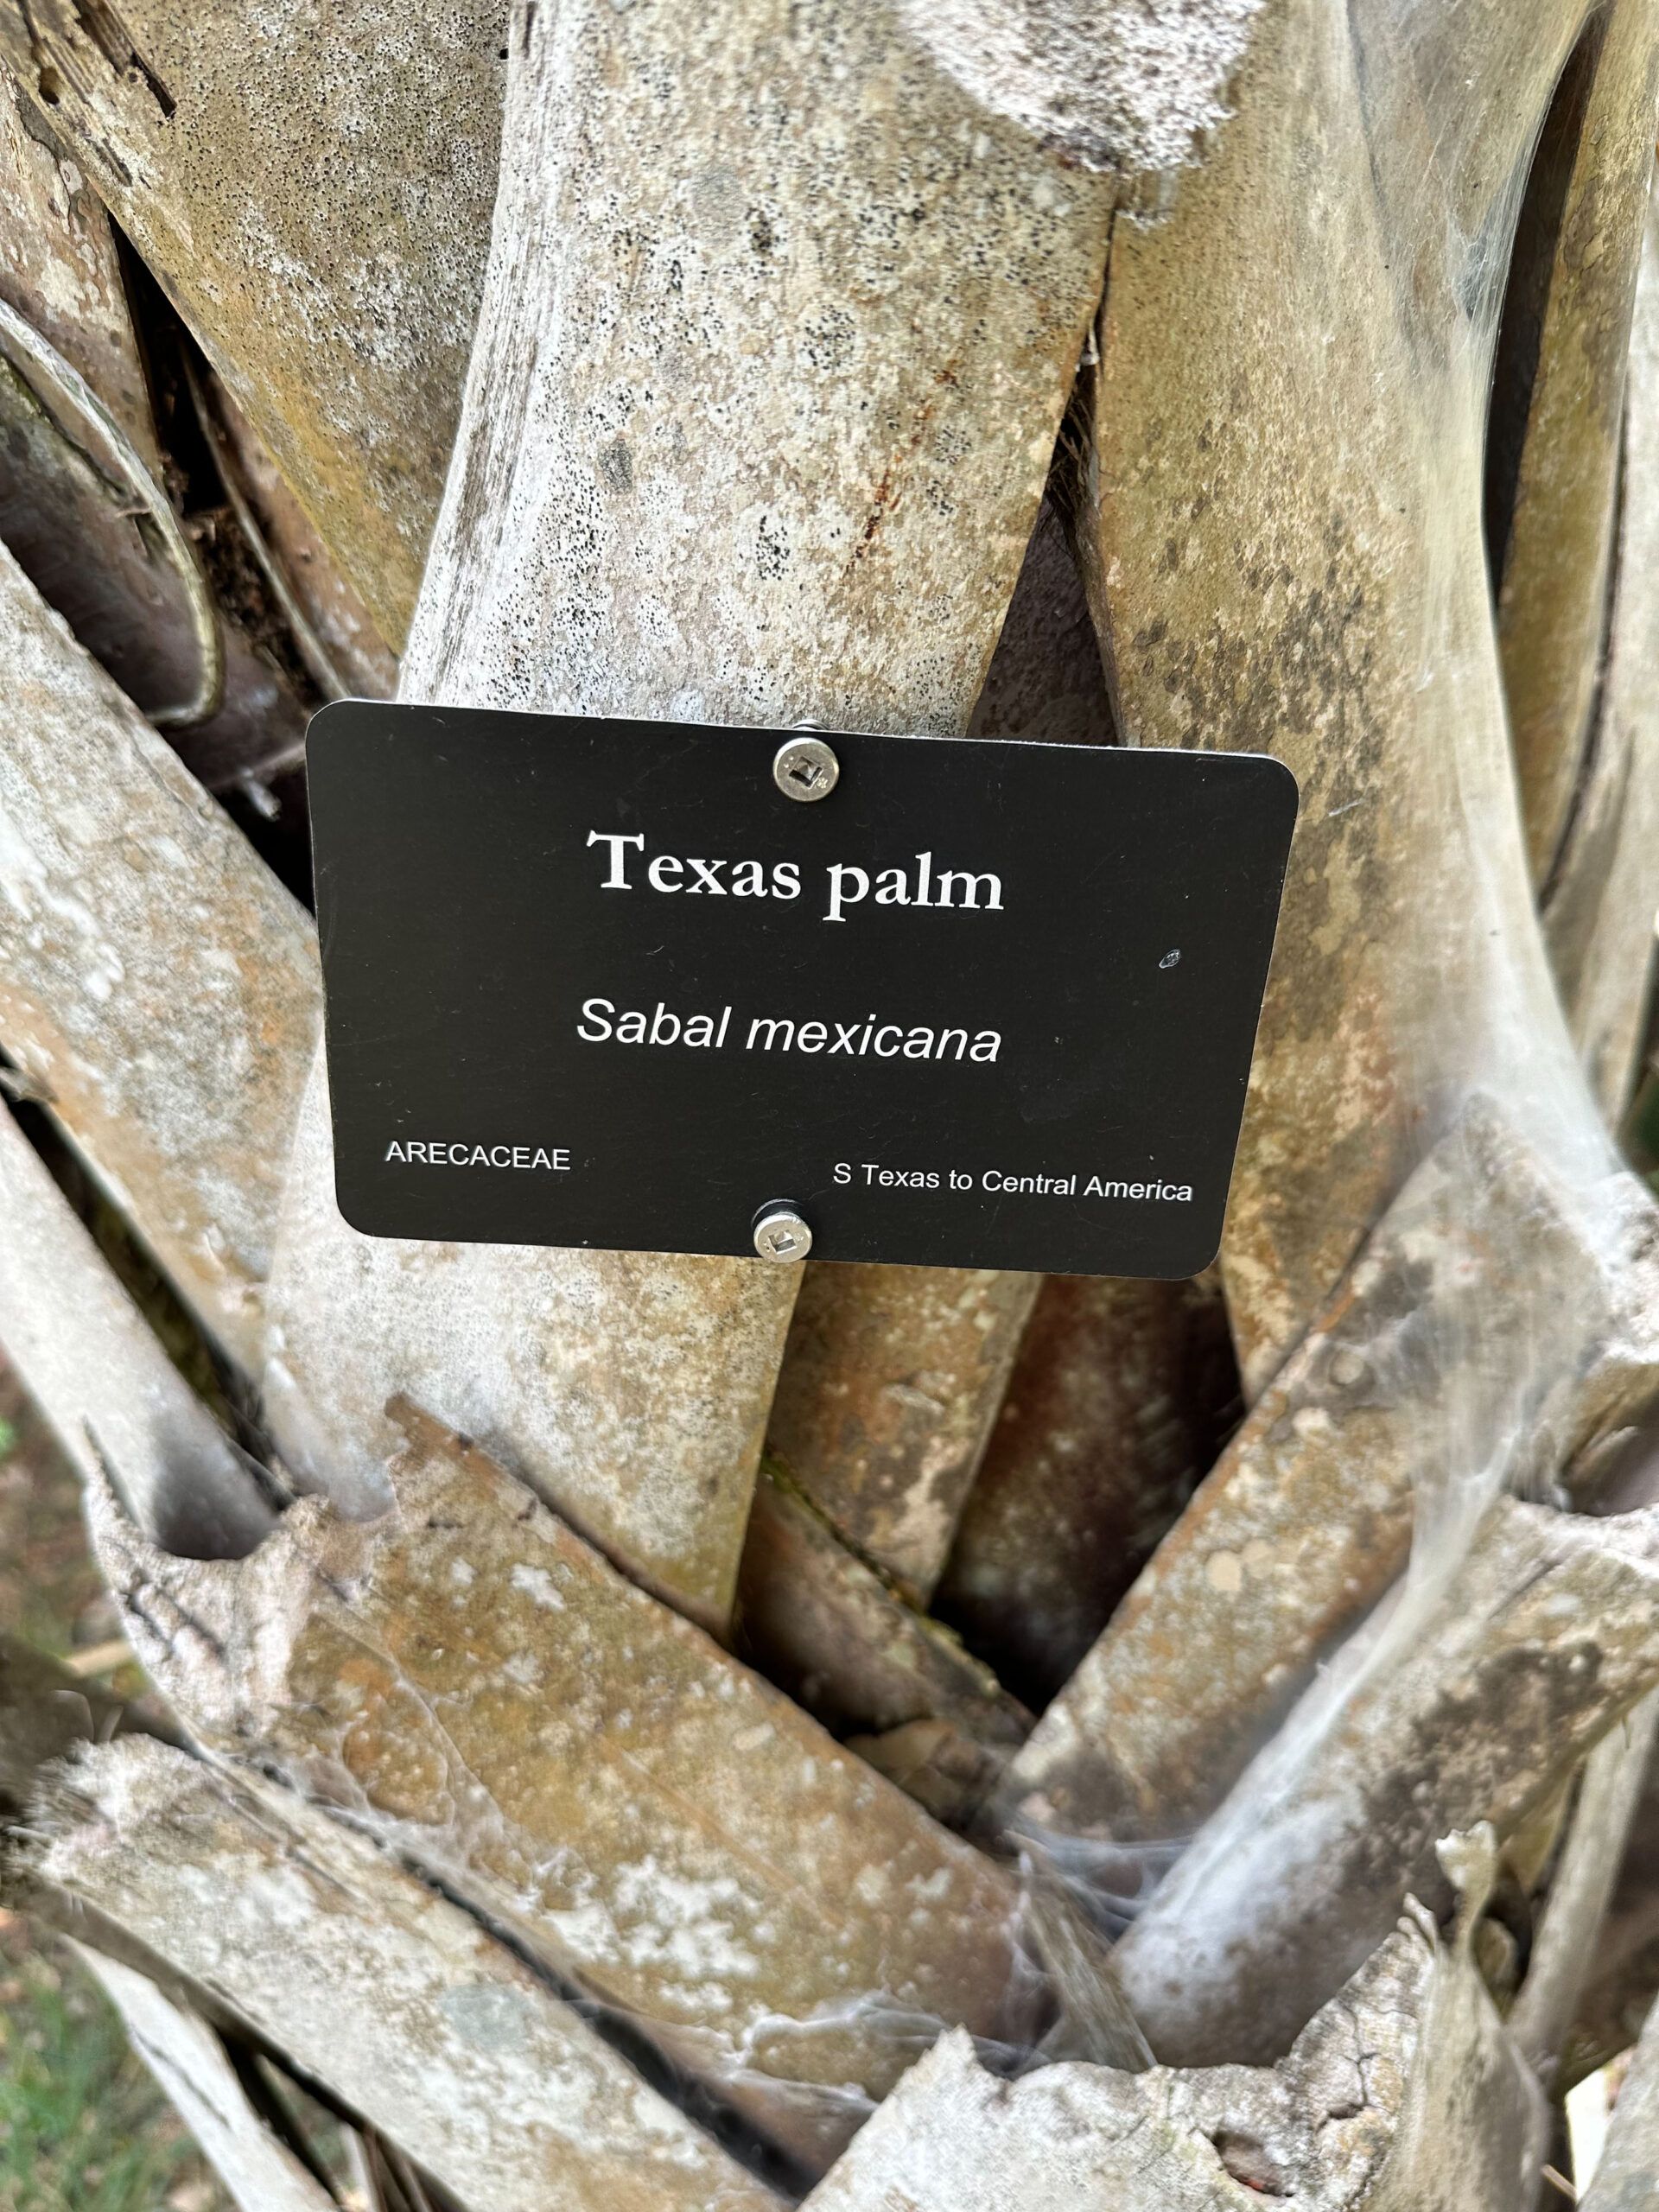 Texas palm
Sabal mexicana
ARECACEAE
S Texas to Central America